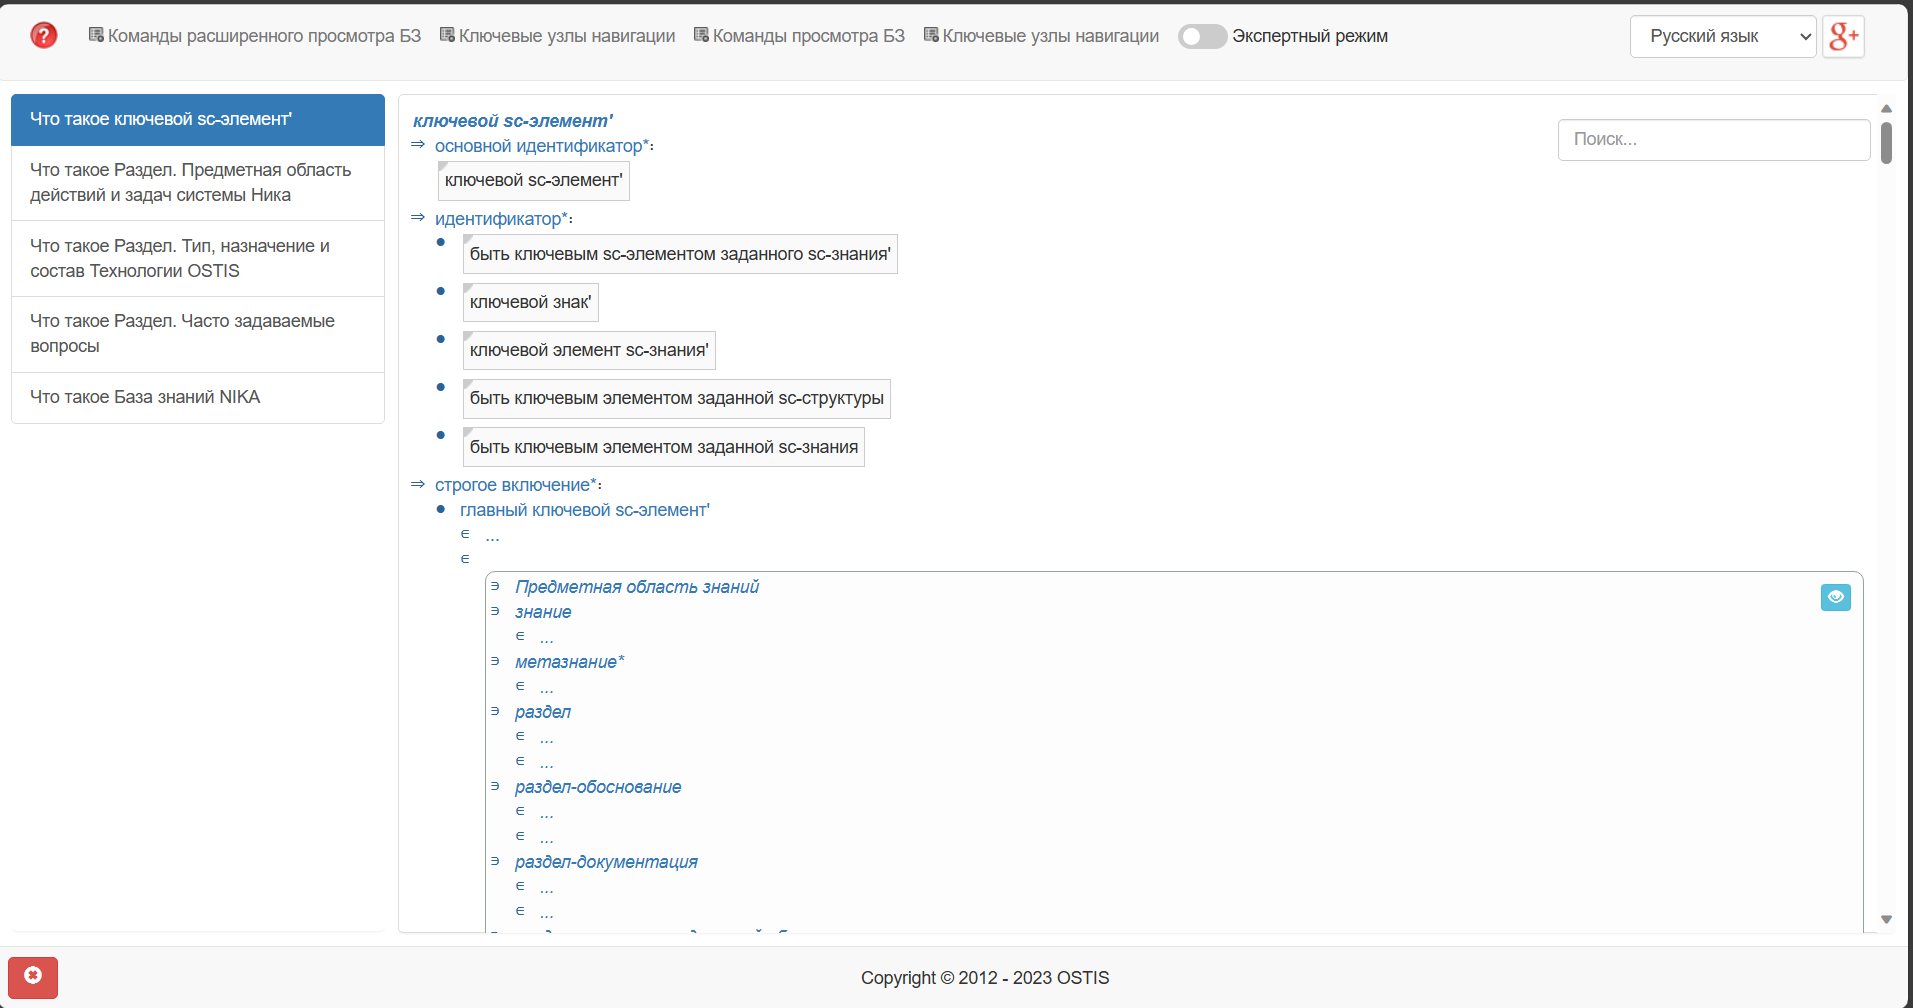 Команды расширенного просмотра БЗ Ключевые узлы навигации Команды просмотра БЗ Ключевые узлы навигации Экспертный режим Русский язык g+
Что такое ключевой sc-элемент'
Что такое Раздел. Предметная область
действий и задач системы Ника
Что такое Раздел. Тип, назначение и
состав Технологии OSTIS
Что такое Раздел. Часто задаваемые
вопросы
Что такое База знаний NIKA
ключевой sc-элемент'
Поиск...
⇒ основной идентификатор*:
ключевой sc-элемент'
⇒ идентификатор*:
• быть ключевым sc-элементом заданного sc-знания'
• ключевой знак'
• ключевой элемент sc-знания'
• быть ключевым элементом заданной sc-структуры
• быть ключевым элементом заданной sc-знания
⇒ строгое включение*:
• главный ключевой sc-элемент'
∈ ...
∈
∋ Предметная область знаний
∋ знание
∈ ...
∋ метазнание*
∈ ...
∋ раздел
∈ ...
∈ ...
∋ раздел-обоснование
∈ ...
∈ ...
∋ раздел-документация
∈ ...
∈ ...
Copyright © 2012 - 2023 OSTIS